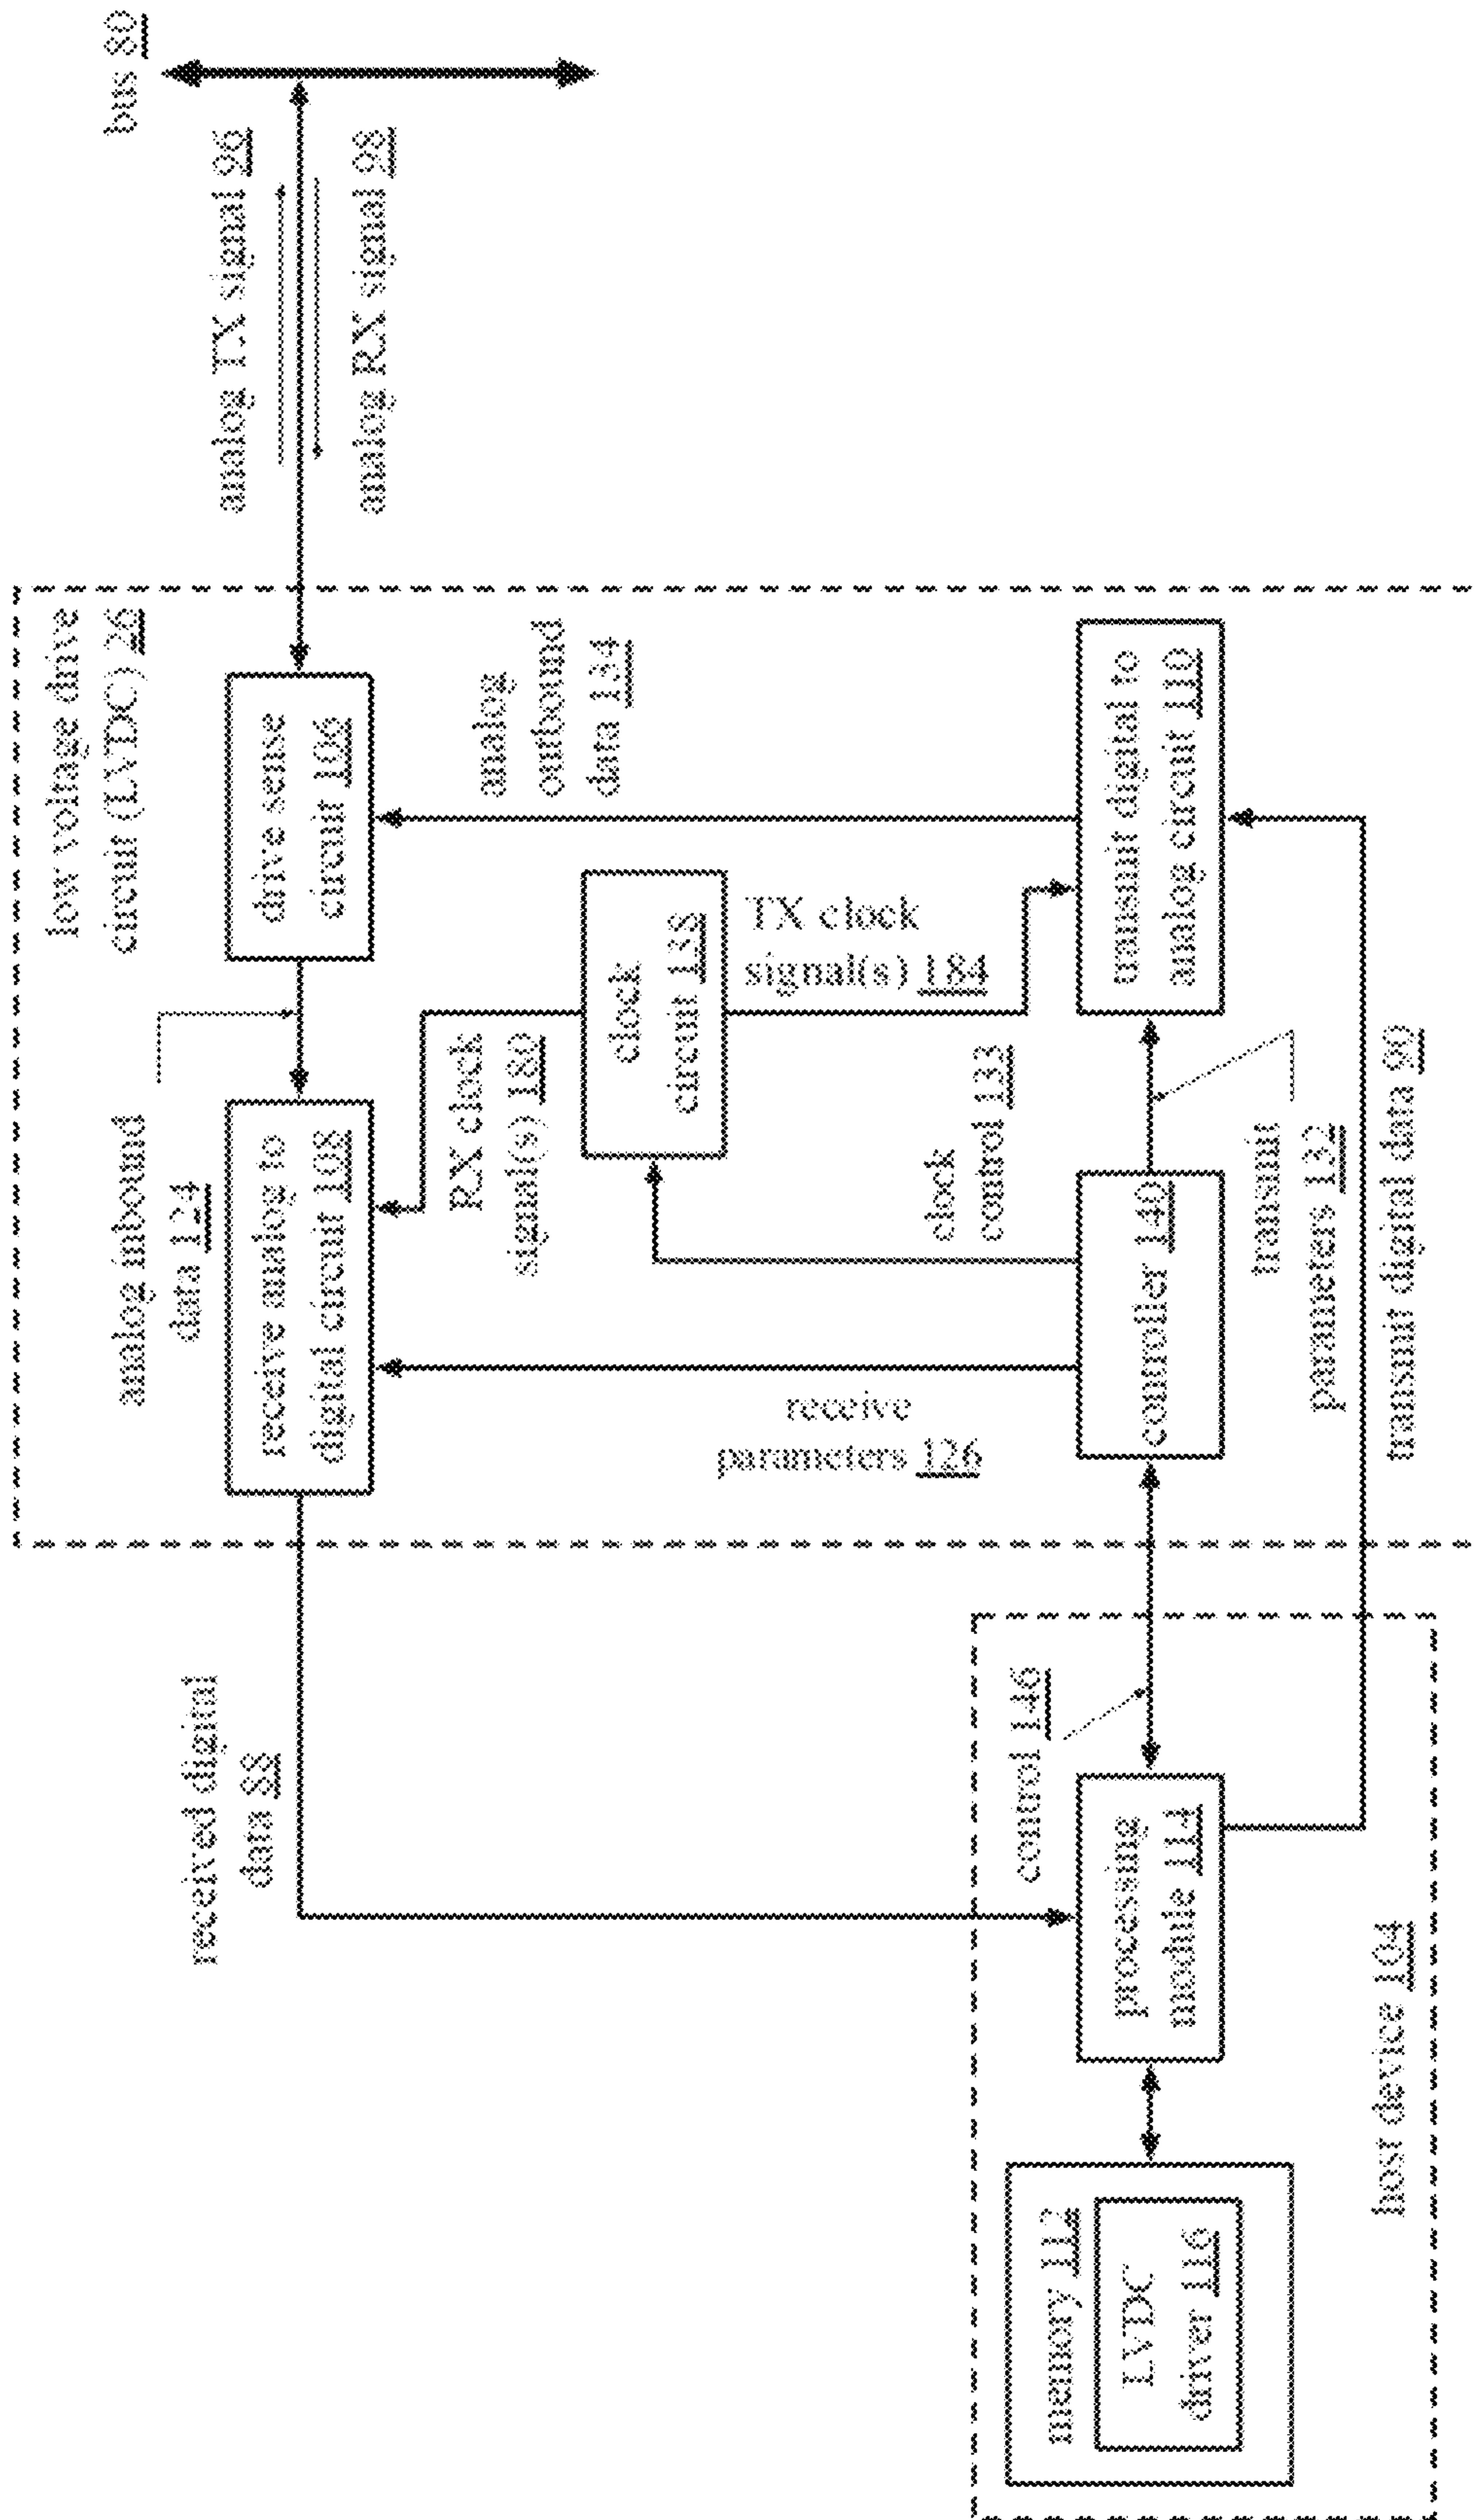 bus 80
analog TX signal 96
analog RX signal 98
low voltage drive
circuit (LVDC) 26
drive sense
circuit 106
analog
outbound
data 134
transmit digital to
analog circuit 110
clock
circuit 138
TX clock
signal(s) 184
RX clock
signal(s) 180
analog inbound
data 124
receive analog to
digital circuit 108
clock
control 133
controller 140
transmit
parameters 132
transmit digital data 90
receive
parameters 126
received digital
data 88
control 146
processing
module 114
host device 104
memory 112
LVDC
driver 116